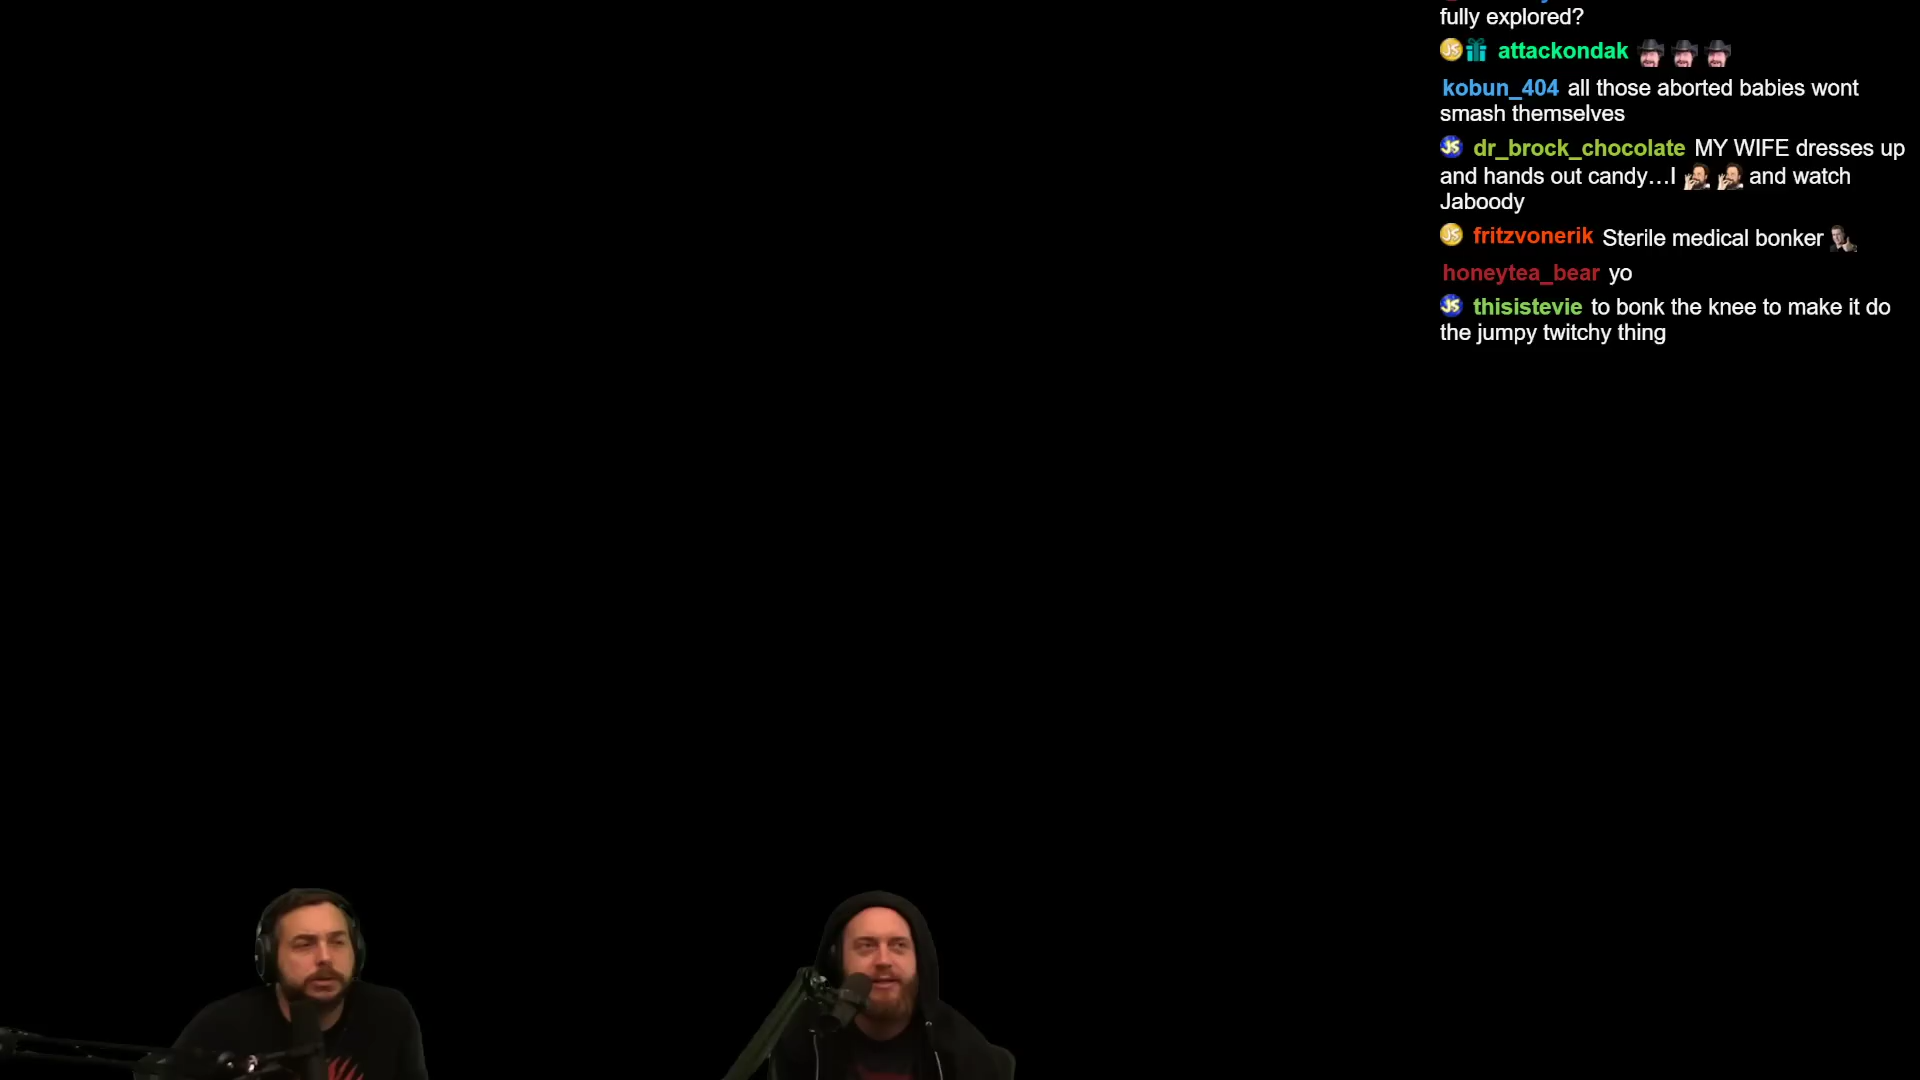 fully explored?
attackondak
kobun_404 all those aborted babies wont
smash themselves
dr_brock_chocolate MY WIFE dresses up
and hands out candy...I and watch
Jaboody
fritzvonerik Sterile medical bonker
honeytea_bear yo
thisistevie to bonk the knee to make it do
the jumpy twitchy thing